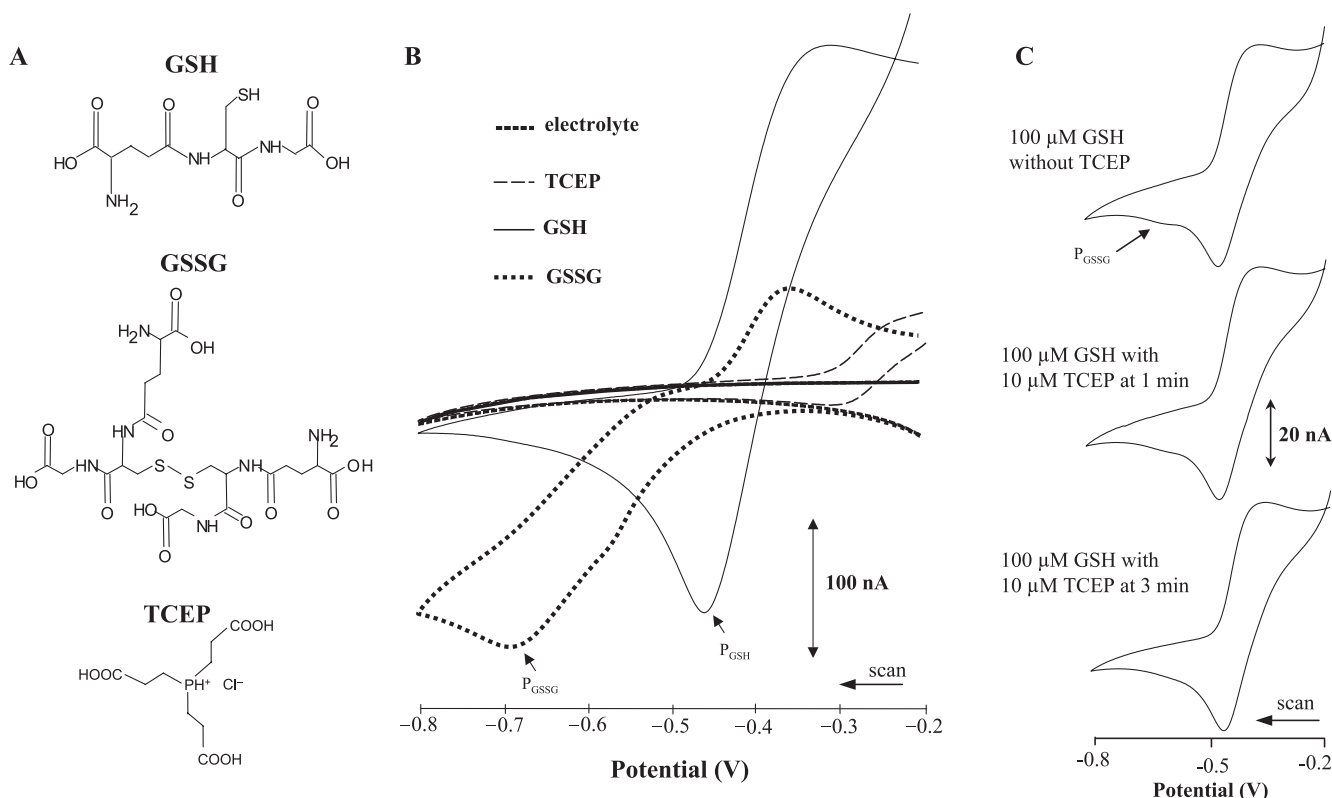 A
GSH
O
O
SH
O
HO
NH
NH
OH
NH₂
O
GSSG
O
H₂N
OH
O
HN
O
O
NH
S
S
NH
NH₂
OH
HO
O
HO
O
NH
O
O
O
TCEP
COOH
HOOC
PH⁺
Cl⁻
COOH
B
electrolyte
TCEP
GSH
GSSG
100 nA
P_GSH
P_GSSG
scan
−0.8 −0.7 −0.6 −0.5 −0.4 −0.3 −0.2
Potential (V)
C
100 µM GSH
without TCEP
P_GSSG
100 µM GSH with
10 µM TCEP at 1 min
20 nA
100 µM GSH with
10 µM TCEP at 3 min
scan
-0.8 -0.5 -0.2
Potential (V)